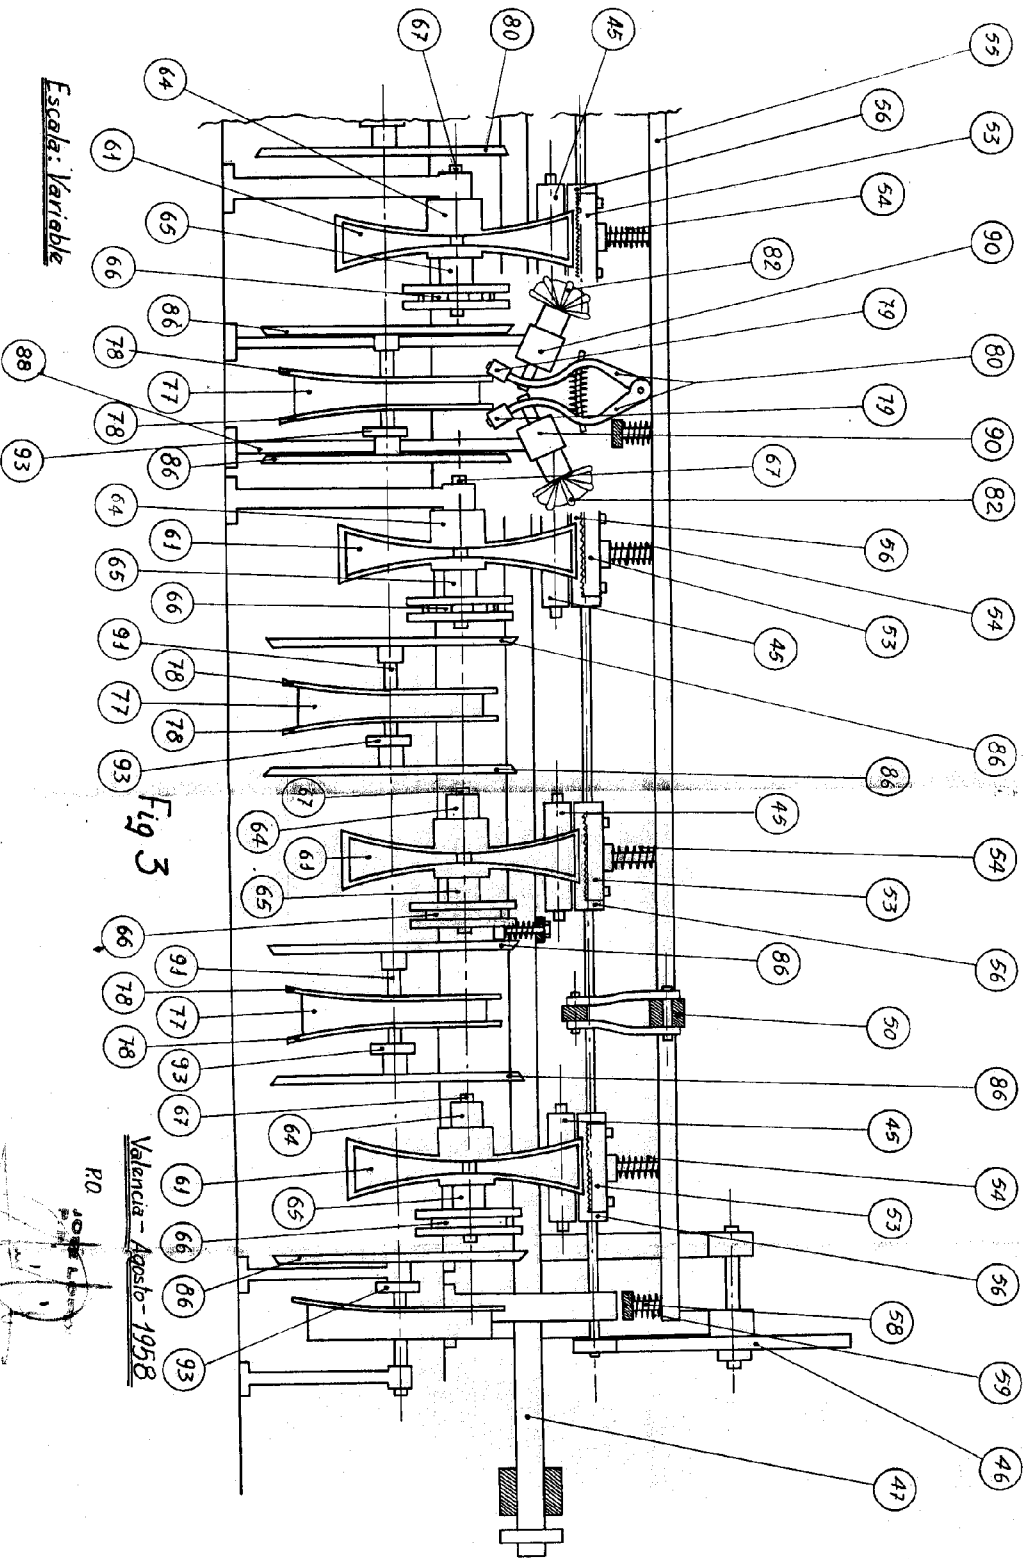 55 53 90 80 90 82 54 86 54 56 86 54 56 59 46
56 54 79 79 56 53 53 50 45 53 58 47
45 82 67 45 45 86
67 80
64 61 65 66 86 78 77 78 86 64 61 65 66 91 78 77 78 93 67 64 61 65 66 91 78 77 78 93 67 64 61 65 66 86 93
88 93
Escala: Variable
Fig 3
Valencia - Agosto - 1958
P.O.